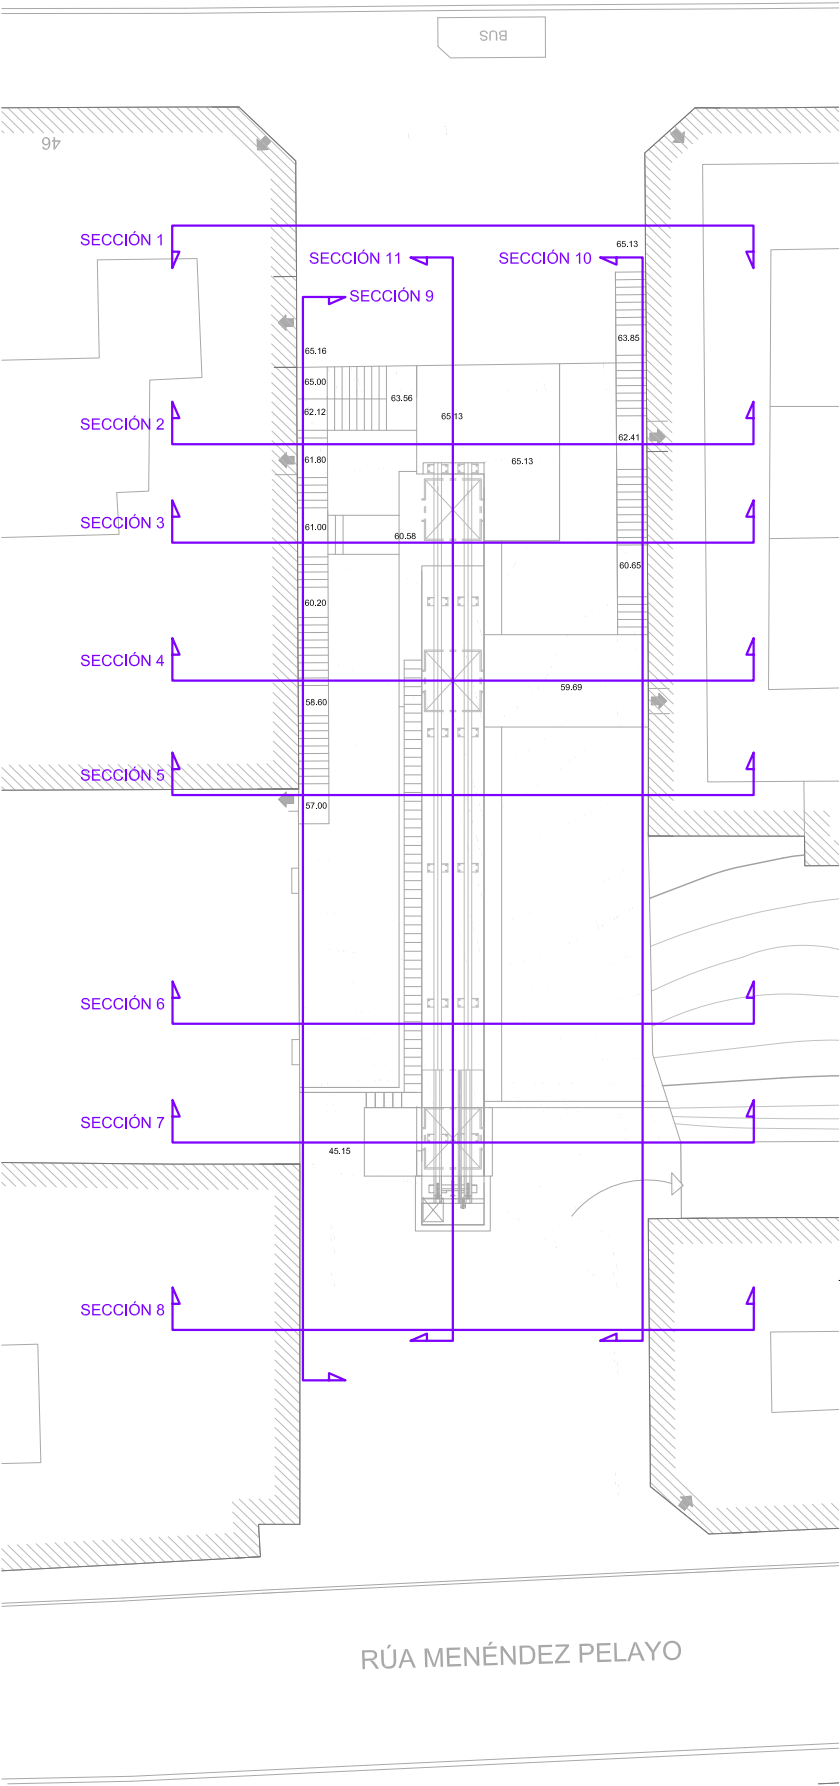 BUS
46
SECCIÓN 1
65.13
SECCIÓN 11
SECCIÓN 10
SECCIÓN 9
63.85
65.16
65.00
63.56
62.12
65.13
SECCIÓN 2
62.41
61.80
65.13
SECCIÓN 3
61.00
60.58
60.65
60.20
SECCIÓN 4
59.69
58.60
SECCIÓN 5
57.00
SECCIÓN 6
SECCIÓN 7
45.15
SECCIÓN 8
RÚA MENÉNDEZ PELAYO